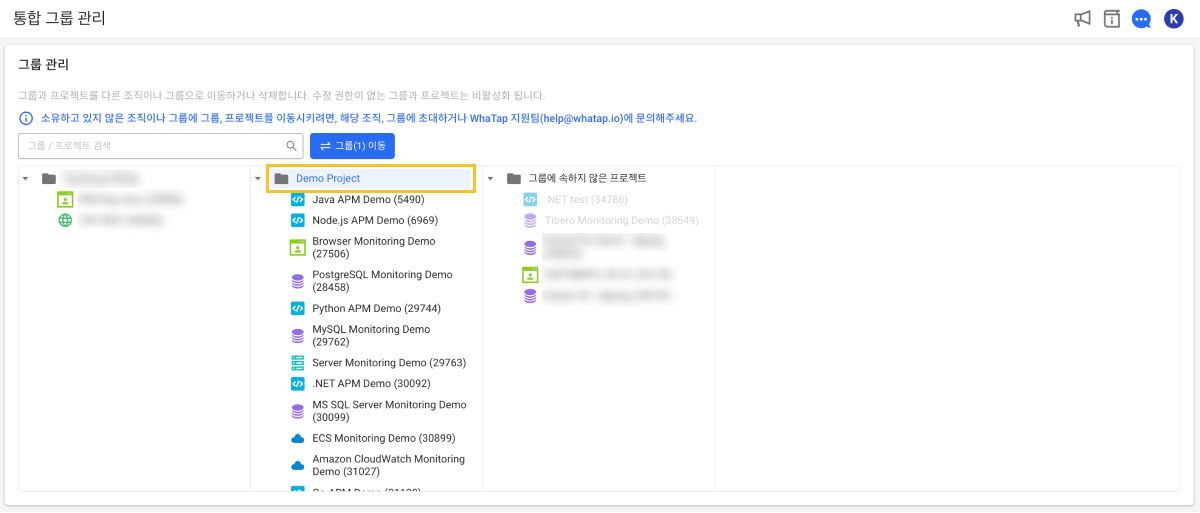 통합 그룹 관리
K
그룹 관리
그룹과 프로젝트를 다른 조직이나 그룹으로 이동하거나 삭제합니다. 수정 권한이 없는 그룹과 프로젝트는 비활성화 됩니다.
소유하고 있지 않은 조직이나 그룹에 그룹, 프로젝트를 이동시키려면, 해당 조직, 그룹에 초대하거나 WhaTap 지원팀(help@whatap.io)에 문의해주세요.
그룹 / 프로젝트 검색
그룹(1) 이동
Demo Project
Java APM Demo (5490)
Node.js APM Demo (6969)
Browser Monitoring Demo
(27506)
PostgreSQL Monitoring Demo
(28458)
Python APM Demo (29744)
MySQL Monitoring Demo
(29762)
Server Monitoring Demo (29763)
.NET APM Demo (30092)
MS SQL Server Monitoring Demo
(30099)
ECS Monitoring Demo (30899)
Amazon CloudWatch Monitoring
Demo (31027)
Go APM Demo
그룹에 속하지 않은 프로젝트
.NET test (34786)
Tibero Monitoring Demo (38649)